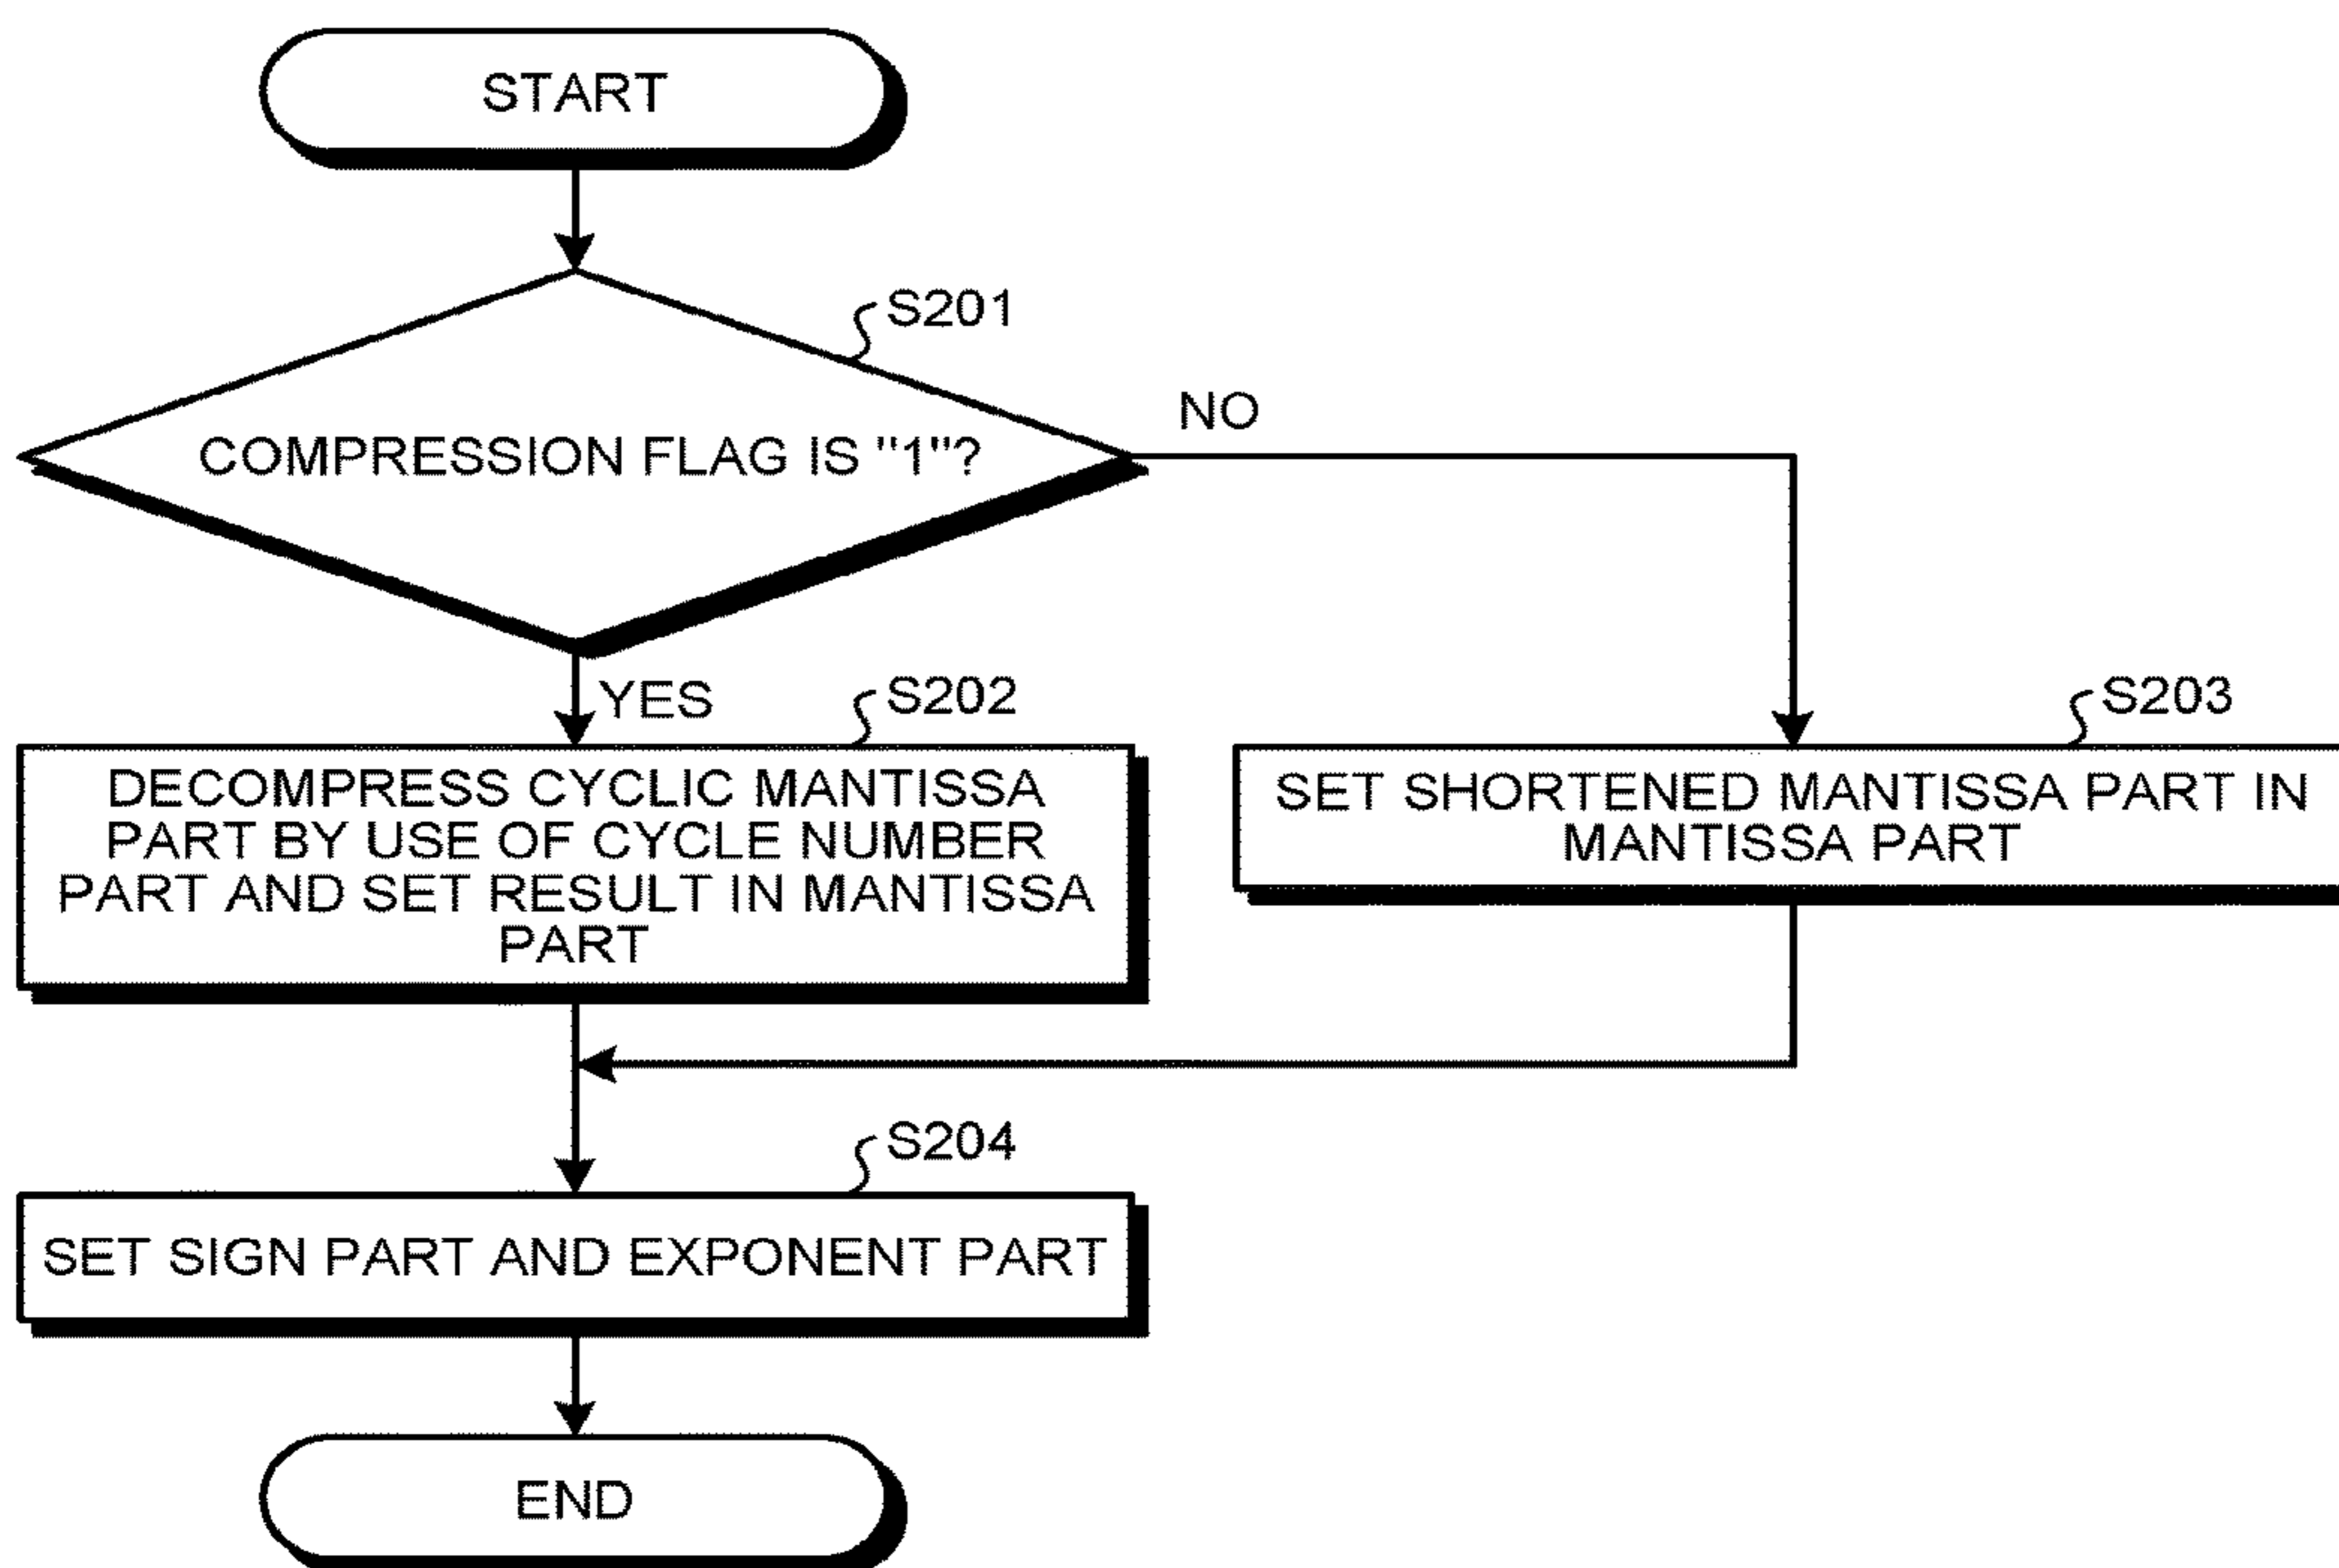 START
S201
NO
COMPRESSION FLAG IS "1"?
YES
S202
S203
DECOMPRESS CYCLIC MANTISSA
PART BY USE OF CYCLE NUMBER
PART AND SET RESULT IN MANTISSA
PART
SET SHORTENED MANTISSA PART IN
MANTISSA PART
S204
SET SIGN PART AND EXPONENT PART
END